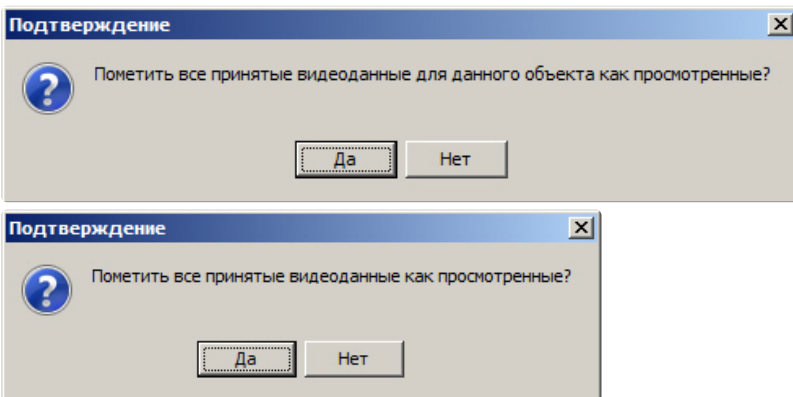 Подтверждение
Пометить все принятые видеоданные для данного объекта как просмотренные?
Да Нет
Подтверждение
Пометить все принятые видеоданные как просмотренные?
Да Нет